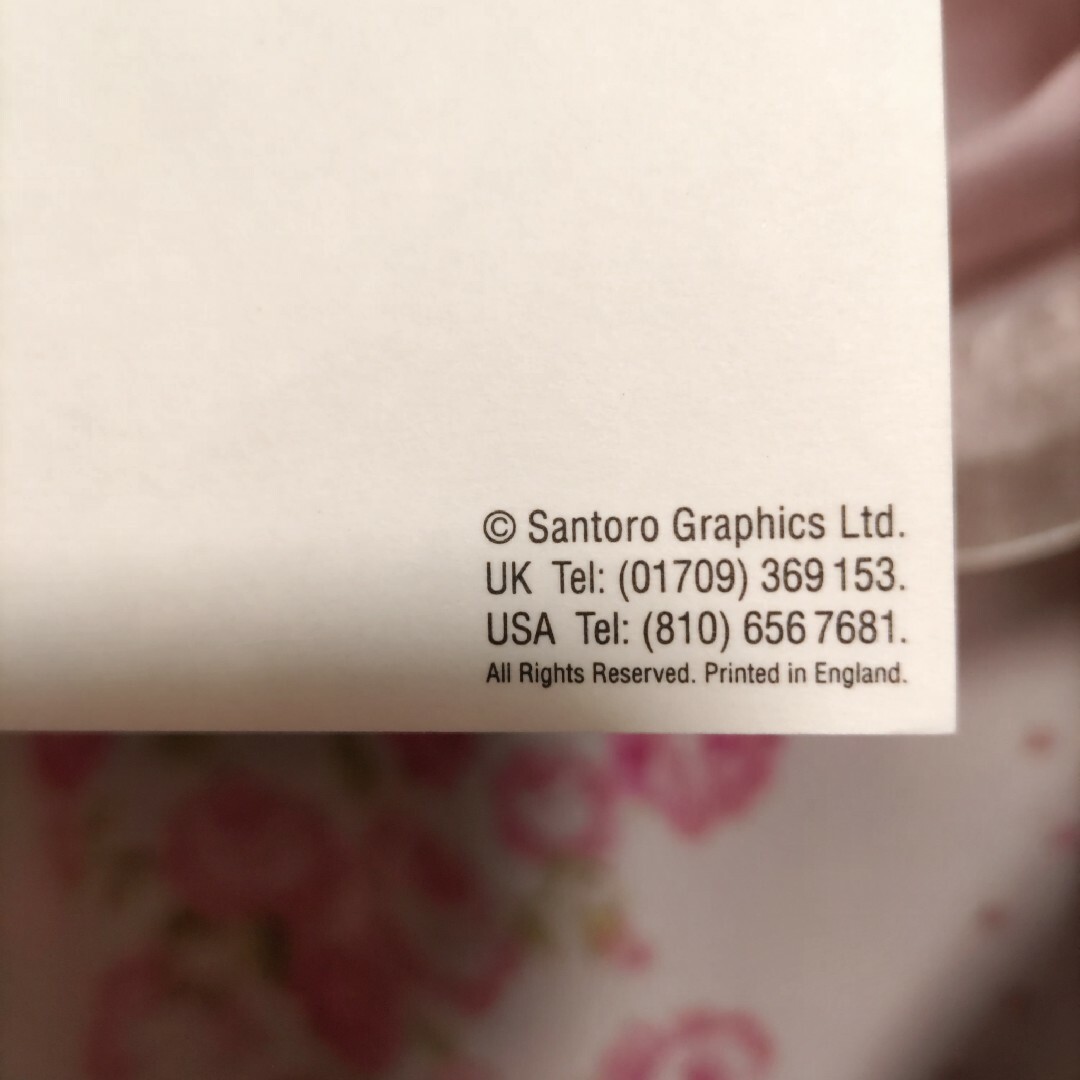 © Santoro Graphics Ltd.
UK Tel: (01709) 369 153.
USA Tel: (810) 656 7681.
All Rights Reserved. Printed in England.